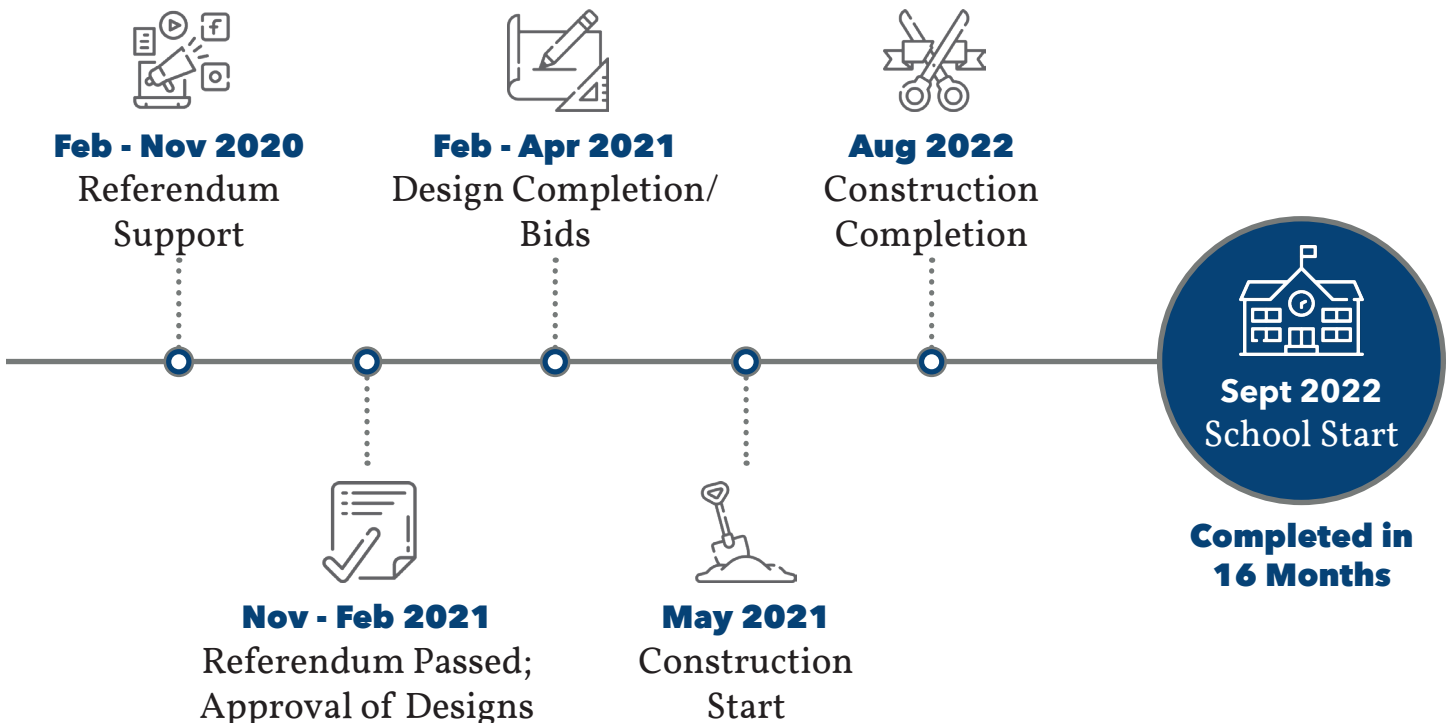 Feb - Nov 2020
Referendum
Support
Nov - Feb 2021
Referendum Passed;
Approval of Designs
Feb - Apr 2021
Design Completion/
Bids
May 2021
Construction
Start
Aug 2022
Construction
Completion
Sept 2022
School Start
Completed in
16 Months